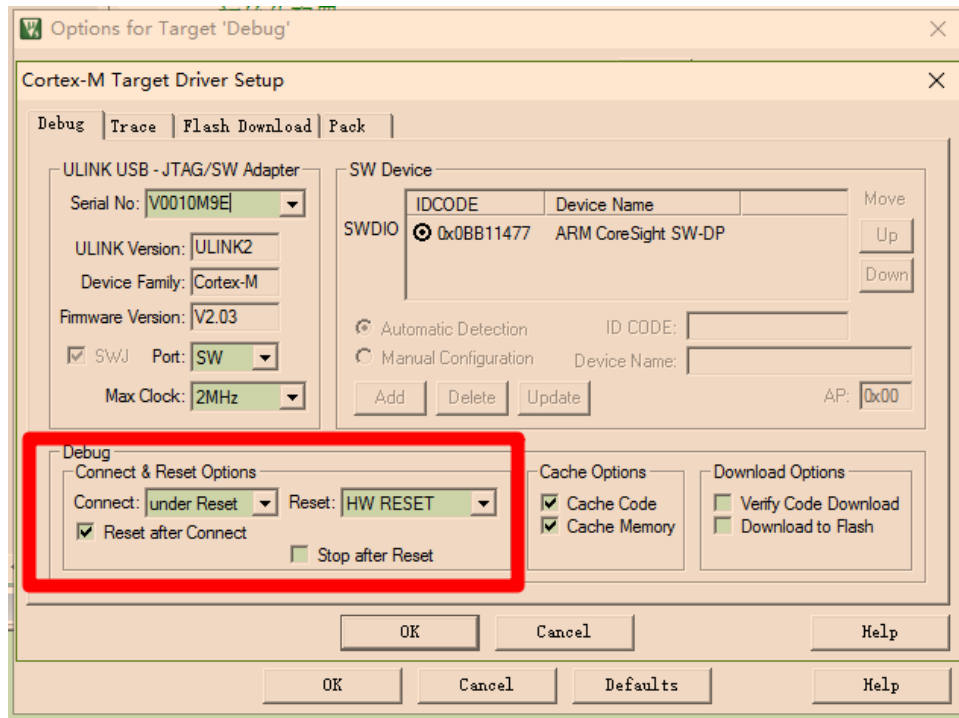 Options for Target 'Debug'
Cortex-M Target Driver Setup
Debug Trace Flash Download Pack
ULINK USB - JTAG/SW Adapter
Serial No: V0010M9E
ULINK Version: ULINK2
Device Family: Cortex-M
Firmware Version: V2.03
SWJ Port: SW
Max Clock: 2MHz
SW Device
IDCODE Device Name
SWDIO 0x0BB11477 ARM CoreSight SW-DP
Move
Up
Down
Automatic Detection ID CODE:
Manual Configuration Device Name:
Add Delete Update AP: 0x00
Debug
Connect & Reset Options
Connect: under Reset Reset: HW RESET
Reset after Connect
Stop after Reset
Cache Options
Cache Code
Cache Memory
Download Options
Verify Code Download
Download to Flash
OK Cancel Help
OK Cancel Defaults Help